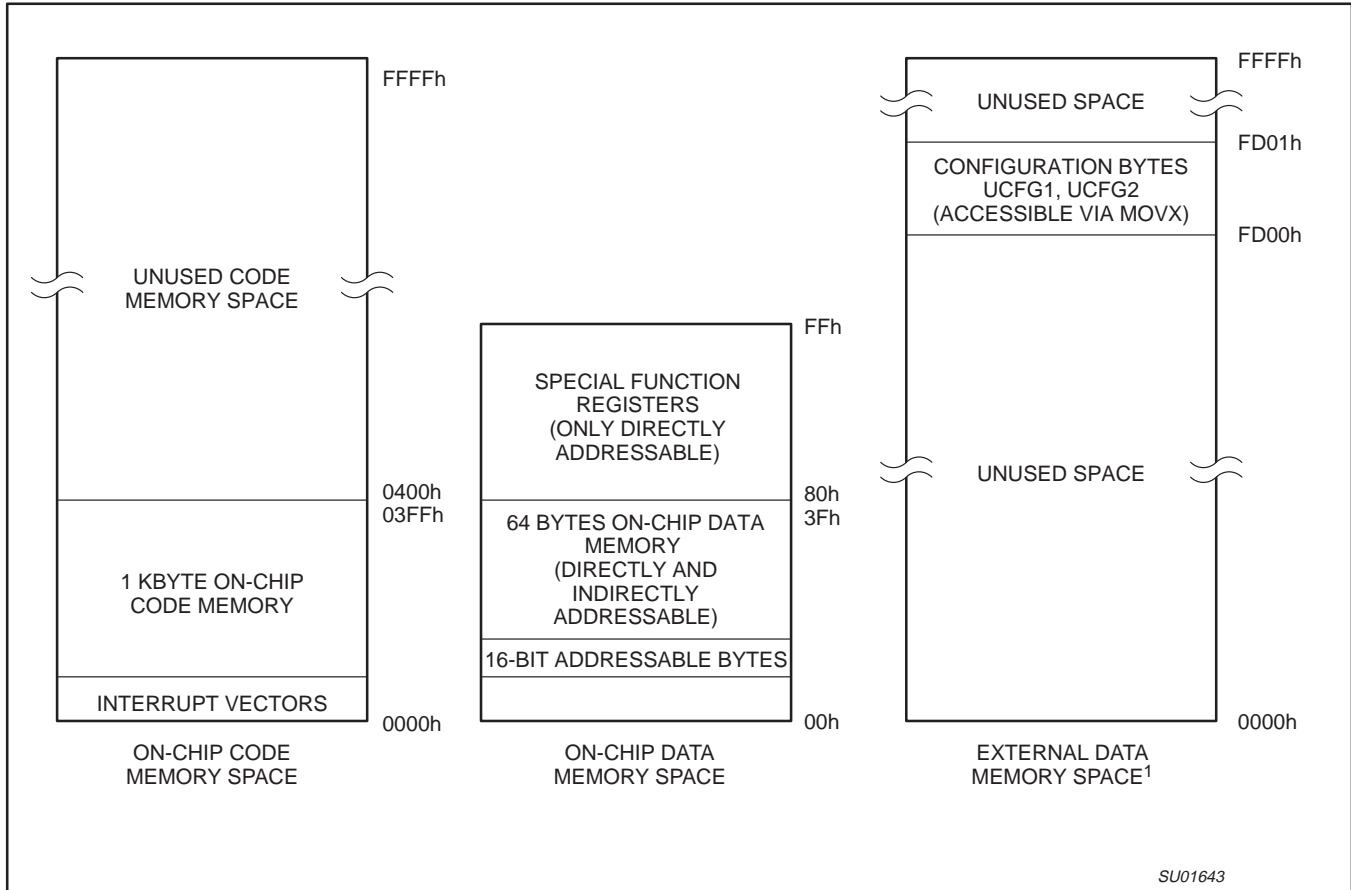 FFFFh
UNUSED CODE
MEMORY SPACE
0400h
03FFh
1 KBYTE ON-CHIP
CODE MEMORY
INTERRUPT VECTORS
0000h
ON-CHIP CODE
MEMORY SPACE
FFh
SPECIAL FUNCTION
REGISTERS
(ONLY DIRECTLY
ADDRESSABLE)
80h
3Fh
64 BYTES ON-CHIP DATA
MEMORY
(DIRECTLY AND
INDIRECTLY
ADDRESSABLE)
16-BIT ADDRESSABLE BYTES
00h
ON-CHIP DATA
MEMORY SPACE
FFFFh
UNUSED SPACE
FD01h
CONFIGURATION BYTES
UCFG1, UCFG2
(ACCESSIBLE VIA MOVX)
FD00h
UNUSED SPACE
0000h
EXTERNAL DATA
MEMORY SPACE1
SU01643